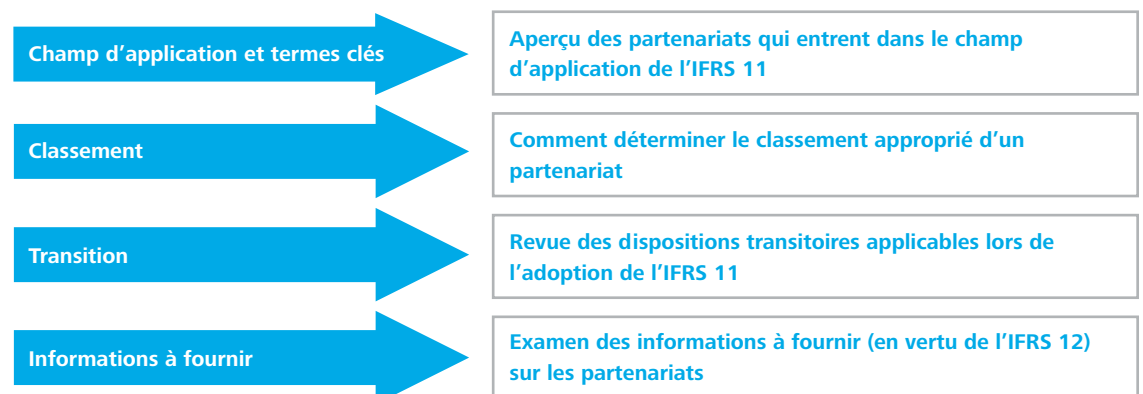 Champ d’application et termes clés
Aperçu des partenariats qui entrent dans le champ
d’application de l’IFRS 11
Classement
Comment déterminer le classement approprié d’un
partenariat
Transition
Revue des dispositions transitoires applicables lors de
l’adoption de l’IFRS 11
Informations à fournir
Examen des informations à fournir (en vertu de l’IFRS 12)
sur les partenariats